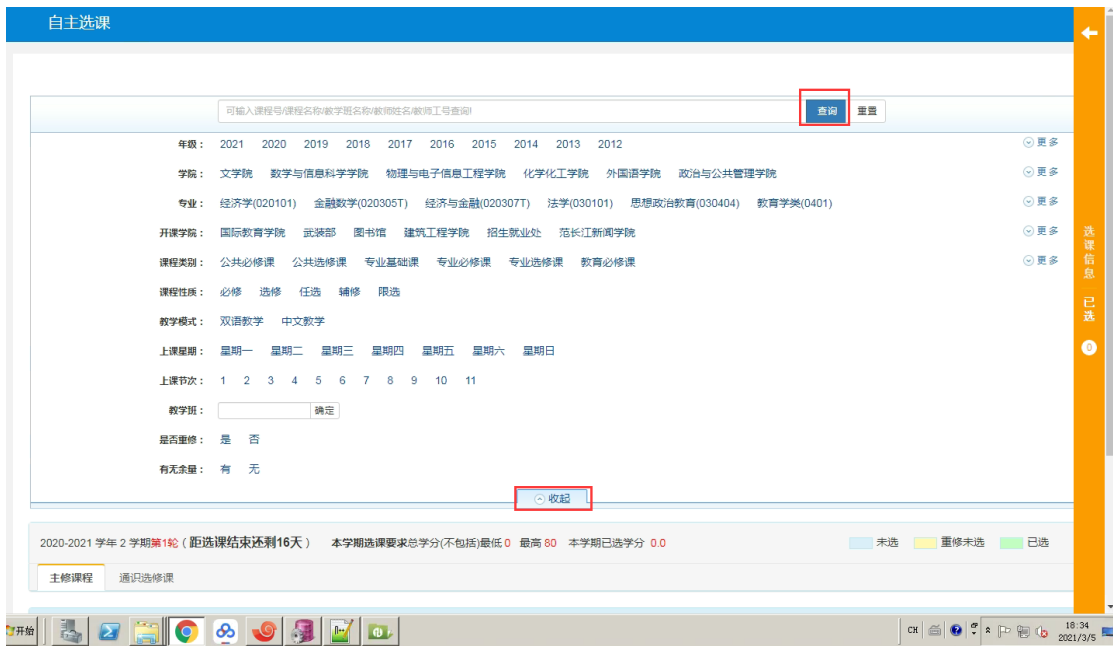 自主选课
可输入课程号/课程名称/教学班名称/教师姓名/教师工号查询! 查询 重置
年级： 2021 2020 2019 2018 2017 2016 2015 2014 2013 2012 更多
学院： 文学院 数学与信息科学学院 物理与电子信息工程学院 化学化工学院 外国语学院 政治与公共管理学院 更多
专业： 经济学(020101) 金融数学(020305T) 经济与金融(020307T) 法学(030101) 思想政治教育(030404) 教育学类(0401) 更多
开课学院： 国际教育学院 武装部 图书馆 建筑工程学院 招生就业处 范长江新闻学院 更多
课程类别： 公共必修课 公共选修课 专业基础课 专业必修课 专业选修课 教育必修课 更多
课程性质： 必修 选修 任选 辅修 限选
教学模式： 双语教学 中文教学
上课星期： 星期一 星期二 星期三 星期四 星期五 星期六 星期日
上课节次： 1 2 3 4 5 6 7 8 9 10 11
教学班： 确定
是否重修： 是 否
有无余量： 有 无
收起
选课信息 已选 0
2020-2021 学年 2 学期第1轮（距选课结束还剩16天） 本学期选课要求总学分(不包括)最低 0 最高 80 本学期已选学分 0.0 未选 重修未选 已选
主修课程 通识选修课
开始 CH 18:34
2021/3/5